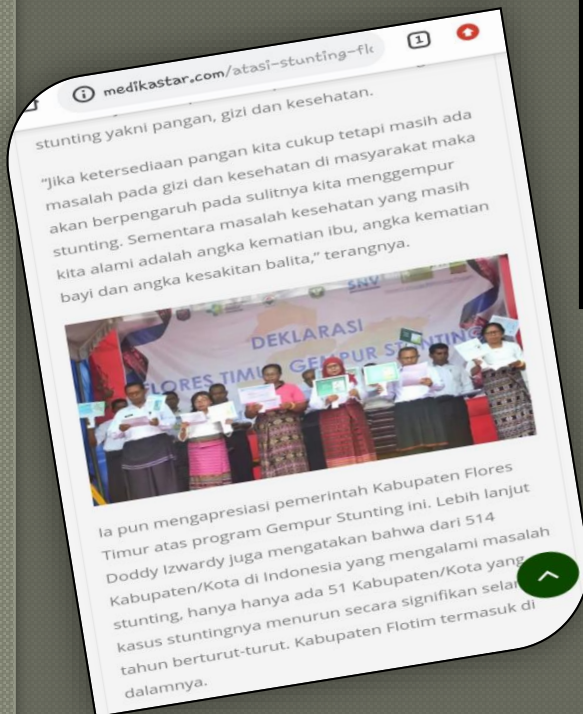 medikastar.com/atasi-stunting-fl
1
stunting yakni pangan, gizi dan kesehatan.
“Jika ketersediaan pangan kita cukup tetapi masih ada
masalah pada gizi dan kesehatan di masyarakat maka
akan berpengaruh pada sulitnya kita menggempur
stunting. Sementara masalah kesehatan yang masih
kita alami adalah angka kematian ibu, angka kematian
bayi dan angka kesakitan balita,” terangnya.
SNV
DEKLARASI
FLORES TIMUR GEMPUR STUNTING
Ia pun mengapresiasi pemerintah Kabupaten Flores
Timur atas program Gempur Stunting ini. Lebih lanjut
Doddy Izwardy juga mengatakan bahwa dari 514
Kabupaten/Kota di Indonesia yang mengalami masalah
stunting, hanya hanya ada 51 Kabupaten/Kota yang
kasus stuntingnya menurun secara signifikan
tahun berturut-turut. Kabupaten Flotim termasuk di
dalamnya.